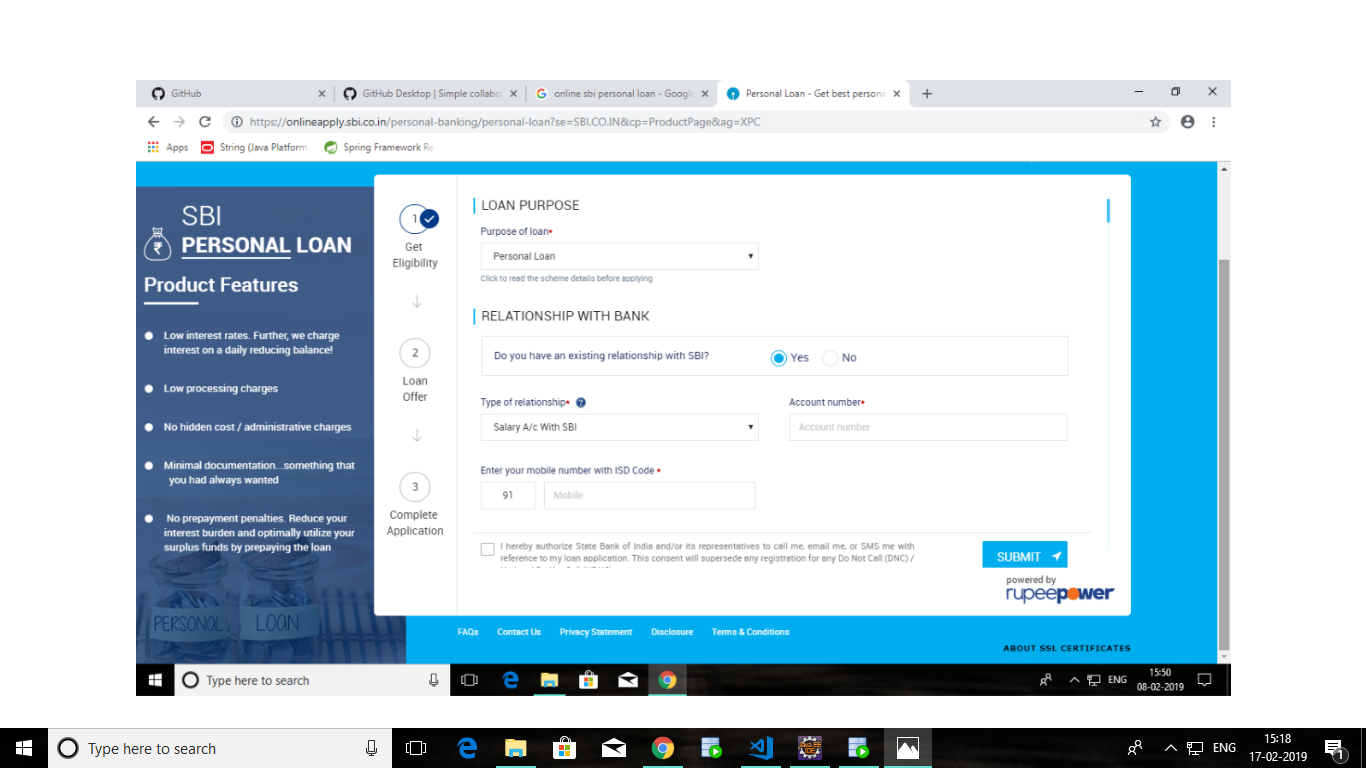 GitHub
GitHub Desktop | Simple collabo
online sbi personal loan - Google
Personal Loan - Get best persona
https://onlineapply.sbi.co.in/personal-banking/personal-loan?se=SBI.CO.IN&cp=ProductPage&ag=XPC
Apps
String (Java Platform
Spring Framework Re
SBI
PERSONAL LOAN
Product Features
Low interest rates. Further, we charge
interest on a daily reducing balance!
Low processing charges
No hidden cost / administrative charges
Minimal documentation...something that
you had always wanted
No prepayment penalties. Reduce your
interest burden and optimally utilize your
surplus funds by prepaying the loan
PERSONAL
LOAN
1
Get
Eligibility
2
Loan
Offer
3
Complete
Application
LOAN PURPOSE
Purpose of loan*
Personal Loan
Click to read the scheme details before applying
RELATIONSHIP WITH BANK
Do you have an existing relationship with SBI?
Yes
No
Type of relationship* ?
Salary A/c With SBI
Account number*
Account number
Enter your mobile number with ISD Code *
91
Mobile
I hereby authorize State Bank of India and/or its representatives to call me, email me, or SMS me with
reference to my loan application. This consent will supersede any registration for any Do Not Call (DNC) /
SUBMIT
powered by
rupeepower
FAQs
Contact Us
Privacy Statement
Disclosure
Terms & Conditions
ABOUT SSL CERTIFICATES
Type here to search
ENG
15:50
08-02-2019
Type here to search
ENG
15:18
17-02-2019
1